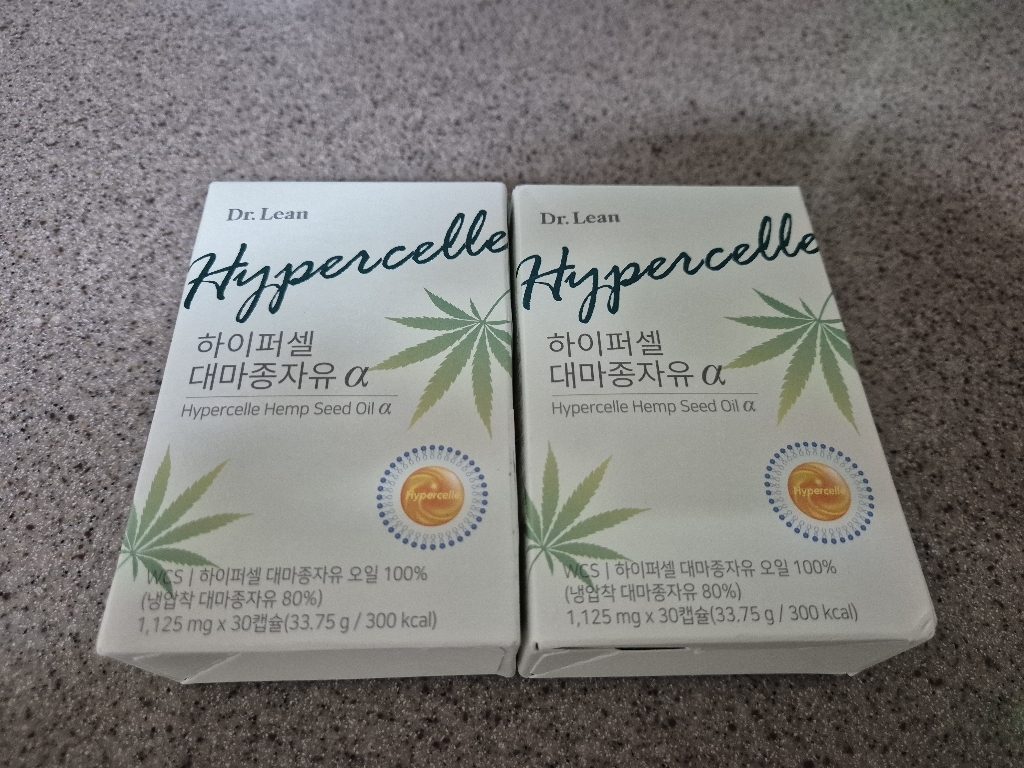 Dr. Lean
Hypercelle
하이퍼셀
대마종자유 α
Hypercelle Hemp Seed Oil α
Hypercelle
WCS | 하이퍼셀 대마종자유 오일 100%
(냉압착 대마종자유 80%)
1,125 mg x 30캡슐(33.75 g / 300 kcal)
Dr. Lean
Hypercelle
하이퍼셀
대마종자유 α
Hypercelle Hemp Seed Oil α
Hypercelle
WCS | 하이퍼셀 대마종자유 오일 100%
(냉압착 대마종자유 80%)
1,125 mg x 30캡슐(33.75 g / 300 kcal)